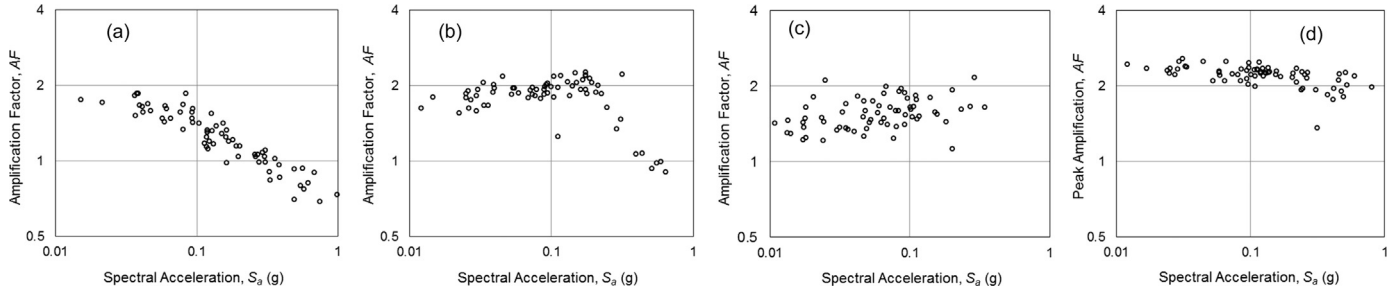 (a)
4
2
1
0.5
0.01
0.1
1
Amplification Factor, AF
Spectral Acceleration, Sa (g)
(b)
4
2
1
0.5
0.01
0.1
1
Amplification Factor, AF
Spectral Acceleration, Sa (g)
(c)
4
2
1
0.5
0.01
0.1
1
Amplification Factor, AF
Spectral Acceleration, Sa (g)
(d)
4
2
1
0.5
0.01
0.1
1
Peak Amplification, AF
Spectral Acceleration, Sa (g)